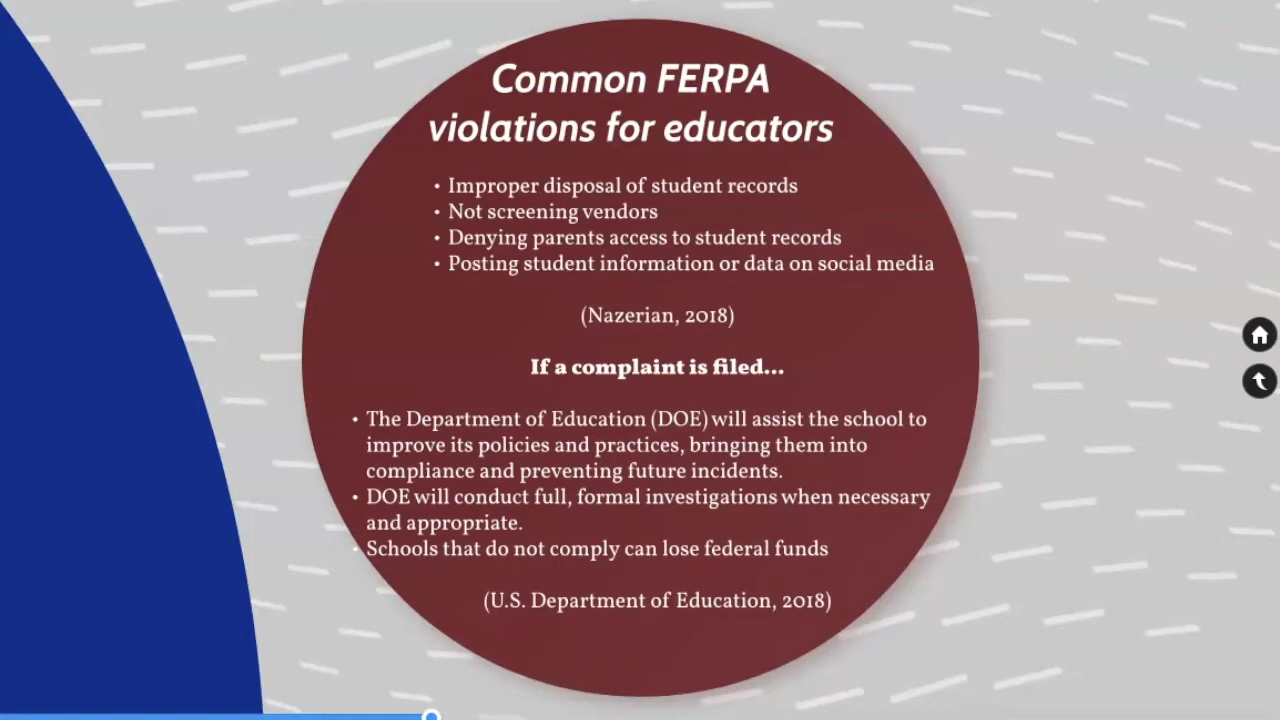 Common FERPA
violations for educators
• Improper disposal of student records
• Not screening vendors
• Denying parents access to student records
• Posting student information or data on social media
(Nazerian, 2018)
If a complaint is filed...
• The Department of Education (DOE) will assist the school to
improve its policies and practices, bringing them into
compliance and preventing future incidents.
• DOE will conduct full, formal investigations when necessary
and appropriate.
• Schools that do not comply can lose federal funds
(U.S. Department of Education, 2018)